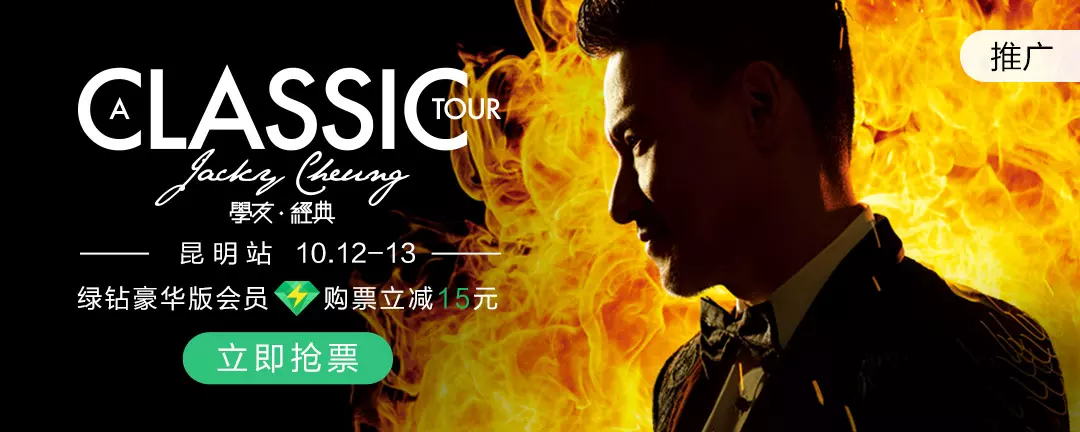 A CLASSIC TOUR
Jacky Cheung
學友·經典
昆明站 10.12-13
绿钻豪华版会员 购票立减15元
立即抢票
推广